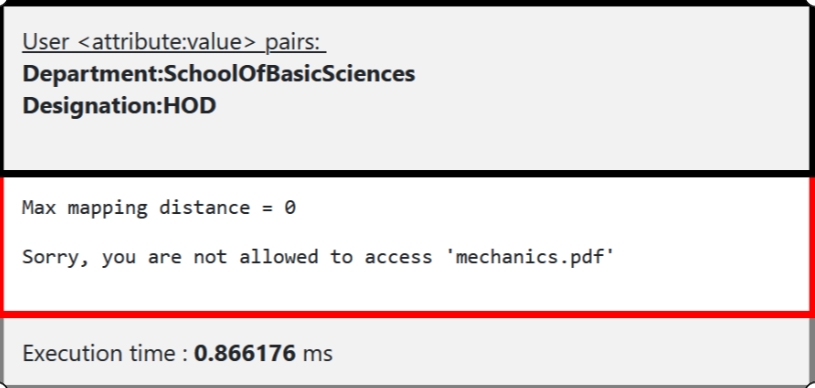 User <attribute:value> pairs:
Department:SchoolOfBasicSciences
Designation:HOD
Max mapping distance = 0
Sorry, you are not allowed to access 'mechanics.pdf'
Execution time : 0.866176 ms